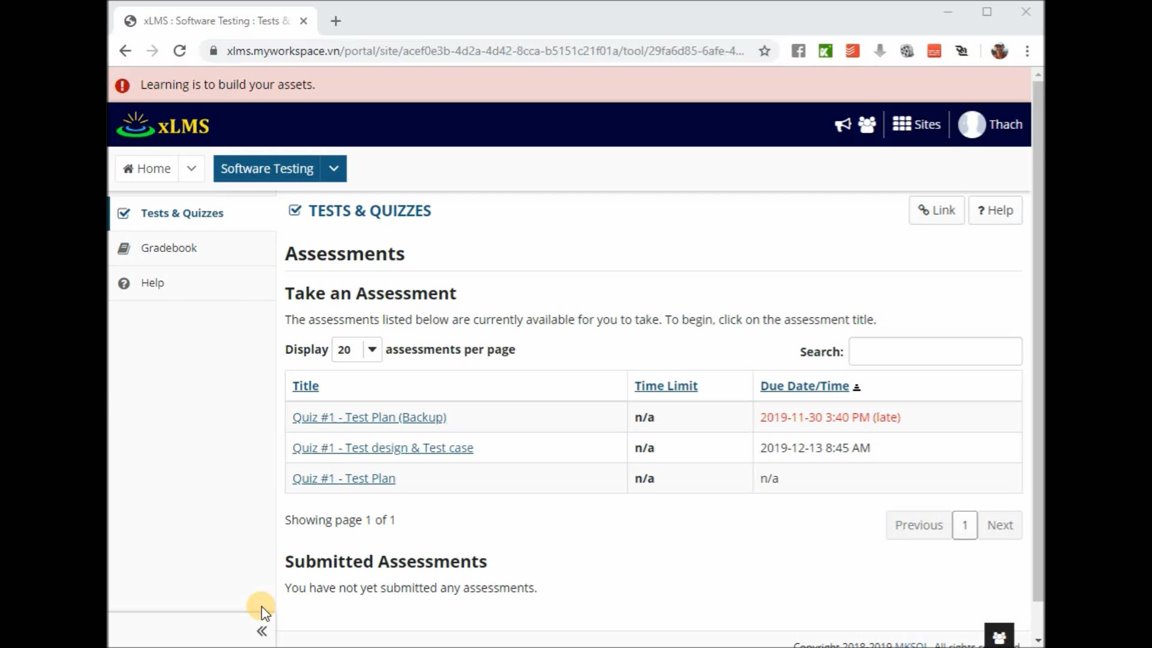 xLMS : Software Testing : Tests &
xlms.myworkspace.vn/portal/site/acef0e3b-4d2a-4d42-8cca-b5151c21f01a/tool/29fa6d85-6afe-4...
Learning is to build your assets.
xLMS
Sites
Thach
Home
Software Testing
Tests & Quizzes
Gradebook
Help
TESTS & QUIZZES
Link
? Help
Assessments
Take an Assessment
The assessments listed below are currently available for you to take. To begin, click on the assessment title.
Display 20 assessments per page
Search:
Title Time Limit Due Date/Time
Quiz #1 - Test Plan (Backup) n/a 2019-11-30 3:40 PM (late)
Quiz #1 - Test design & Test case n/a 2019-12-13 8:45 AM
Quiz #1 - Test Plan n/a n/a
Showing page 1 of 1
Previous 1 Next
Submitted Assessments
You have not yet submitted any assessments.
Copyright 2018-2019 MKSOL. All rights